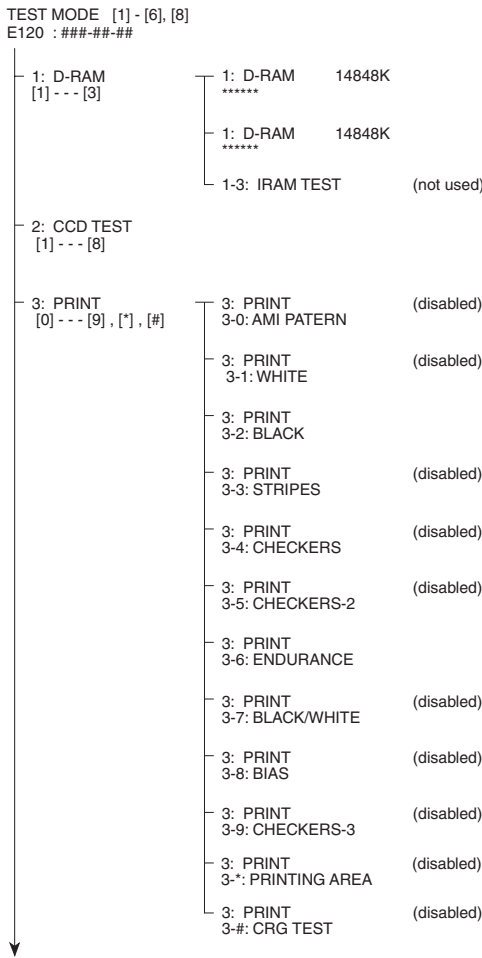 TEST MODE [1] - [6], [8]
E120 : ###-##-##
1: D-RAM
[1] - - - [3]
1: D-RAM 14848K
******
1: D-RAM 14848K
******
1-3: IRAM TEST (not used)
2: CCD TEST
[1] - - - [8]
3: PRINT
[0] - - - [9] , [*] , [#]
3: PRINT (disabled)
3-0: AMI PATERN
3: PRINT (disabled)
3-1: WHITE
3: PRINT
3-2: BLACK
3: PRINT (disabled)
3-3: STRIPES
3: PRINT (disabled)
3-4: CHECKERS
3: PRINT (disabled)
3-5: CHECKERS-2
3: PRINT
3-6: ENDURANCE
3: PRINT (disabled)
3-7: BLACK/WHITE
3: PRINT (disabled)
3-8: BIAS
3: PRINT (disabled)
3-9: CHECKERS-3
3: PRINT (disabled)
3-*: PRINTING AREA
3: PRINT (disabled)
3-#: CRG TEST